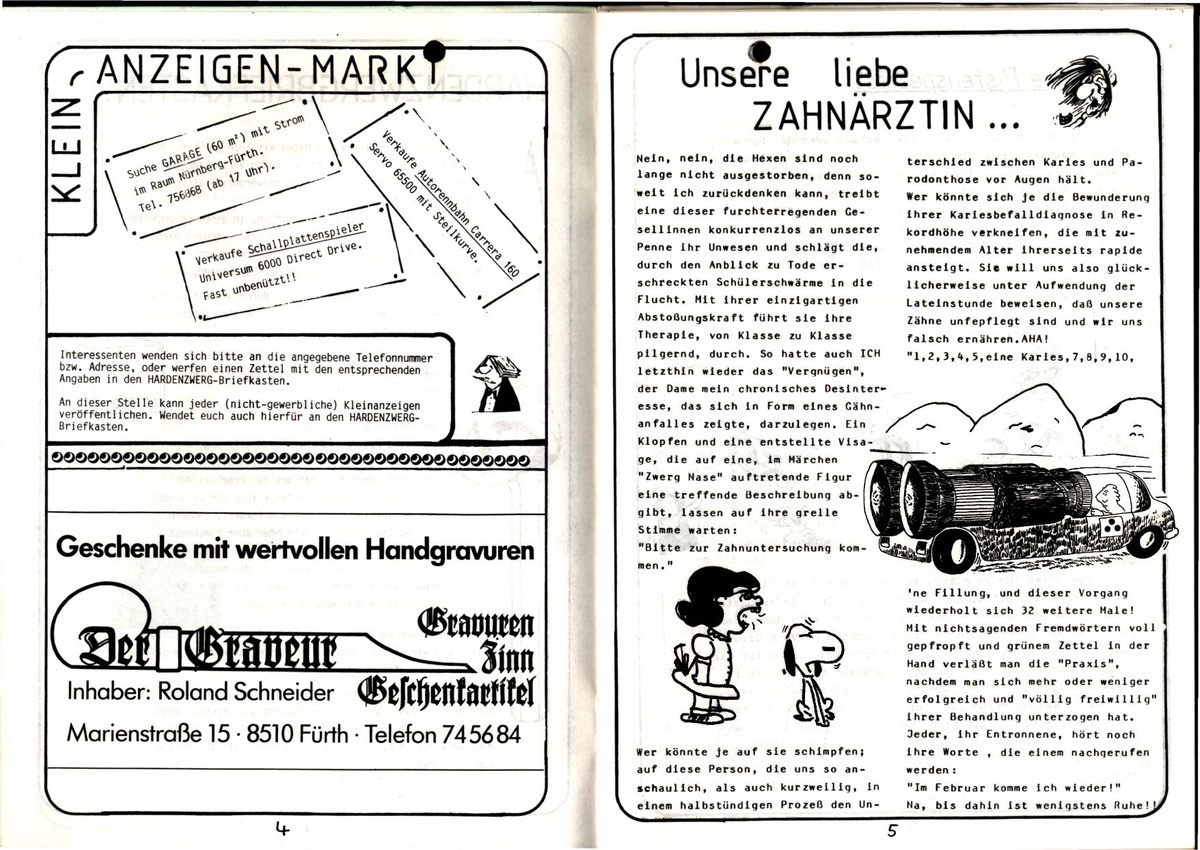 KLEIN-
ANZEIGEN-MARKT
Suche GARAGE (60 m²) mit Strom
im Raum Nürnberg-Fürth.
Tel. 756868 (ab 17 Uhr).
Verkaufe Autorennbahn Carrera 160
Servo 65500 mit Steilkurve.
Verkaufe Schallplattenspieler
Universum 6000 Direct Drive.
Fast unbenützt!!
Interessenten wenden sich bitte an die angegebene Telefonnummer
bzw. Adresse, oder werfen einen Zettel mit den entsprechenden
Angaben in den HARDENZWERG-Briefkasten.
An dieser Stelle kann jeder (nicht-gewerbliche) Kleinanzeigen
veröffentlichen. Wendet euch auch hierfür an den HARDENZWERG-
Briefkasten.
Geschenke mit wertvollen Handgravuren
Der Graveur
Gravuren
Zinn
Geschenkartikel
Inhaber: Roland Schneider
Marienstraße 15 · 8510 Fürth · Telefon 74 56 84
4
Unsere liebe
ZAHNÄRZTIN ...
Nein, nein, die Hexen sind noch
lange nicht ausgestorben, denn so-
weit ich zurückdenken kann, treibt
eine dieser furchterregenden Ge-
sellinnen konkurrenzlos an unserer
Penne ihr Unwesen und schlägt die,
durch den Anblick zu Tode er-
schreckten Schülerschwärme in die
Flucht. Mit ihrer einzigartigen
Abstoßungskraft führt sie ihre
Therapie, von Klasse zu Klasse
pilgernd, durch. So hatte auch ICH
letzthin wieder das "Vergnügen",
der Dame mein chronisches Desinter-
esse, das sich in Form eines Gähn-
anfalles zeigte, darzulegen. Ein
Klopfen und eine entstellte Visa-
ge, die auf eine, im Märchen
"Zwerg Nase" auftretende Figur
eine treffende Beschreibung ab-
gibt, lassen auf ihre grelle
Stimme warten:
"Bitte zur Zahnuntersuchung kom-
men."
Wer könnte je auf sie schimpfen;
auf diese Person, die uns so an-
schaulich, als auch kurzweilig, in
einem halbstündigen Prozeß den Un-
terschied zwischen Karies und Pa-
rodonthose vor Augen hält.
Wer könnte sich je die Bewunderung
ihrer Kariesbefalldiagnose in Re-
kordhöhe verkneifen, die mit zu-
nehmendem Alter ihrerseits rapide
ansteigt. Sie will uns also glück-
licherweise unter Aufwendung der
Lateinstunde beweisen, daß unsere
Zähne unfepflegt sind und wir uns
falsch ernähren.AHA!
"1,2,3,4,5,eine Karies,7,8,9,10,
'ne Fillung, und dieser Vorgang
wiederholt sich 32 weitere Male!
Mit nichtsagenden Fremdwörtern voll
gepfropft und grünem Zettel in der
Hand verläßt man die "Praxis",
nachdem man sich mehr oder weniger
erfolgreich und "völlig freiwillig"
ihrer Behandlung unterzogen hat.
Jeder, ihr Entronnene, hört noch
ihre Worte , die einem nachgerufen
werden:
"Im Februar komme ich wieder!"
Na, bis dahin ist wenigstens Ruhe!!
5